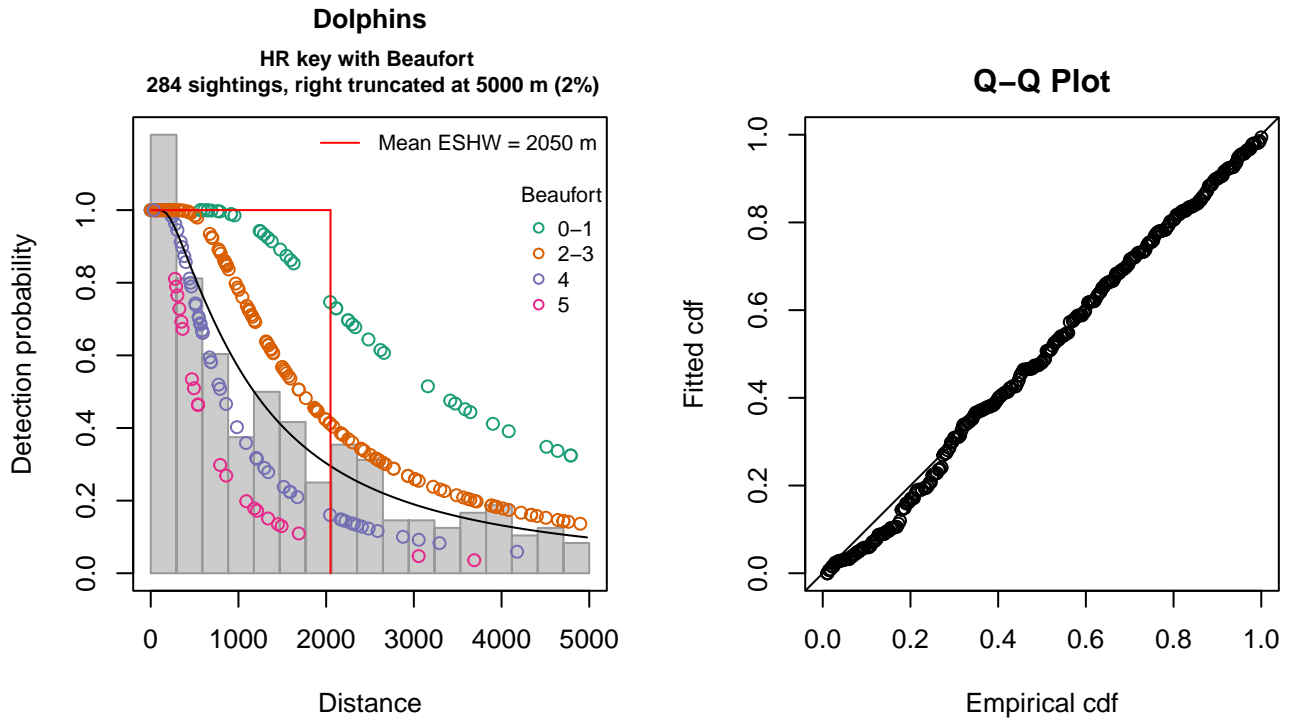 Dolphins
HR key with Beaufort
284 sightings, right truncated at 5000 m (2%)
Mean ESHW = 2050 m
Beaufort
0−1
2−3
4
5
Detection probability
0.0 0.2 0.4 0.6 0.8 1.0
0 1000 2000 3000 4000 5000
Distance
Q−Q Plot
Fitted cdf
0.0 0.2 0.4 0.6 0.8 1.0
0.0 0.2 0.4 0.6 0.8 1.0
Empirical cdf